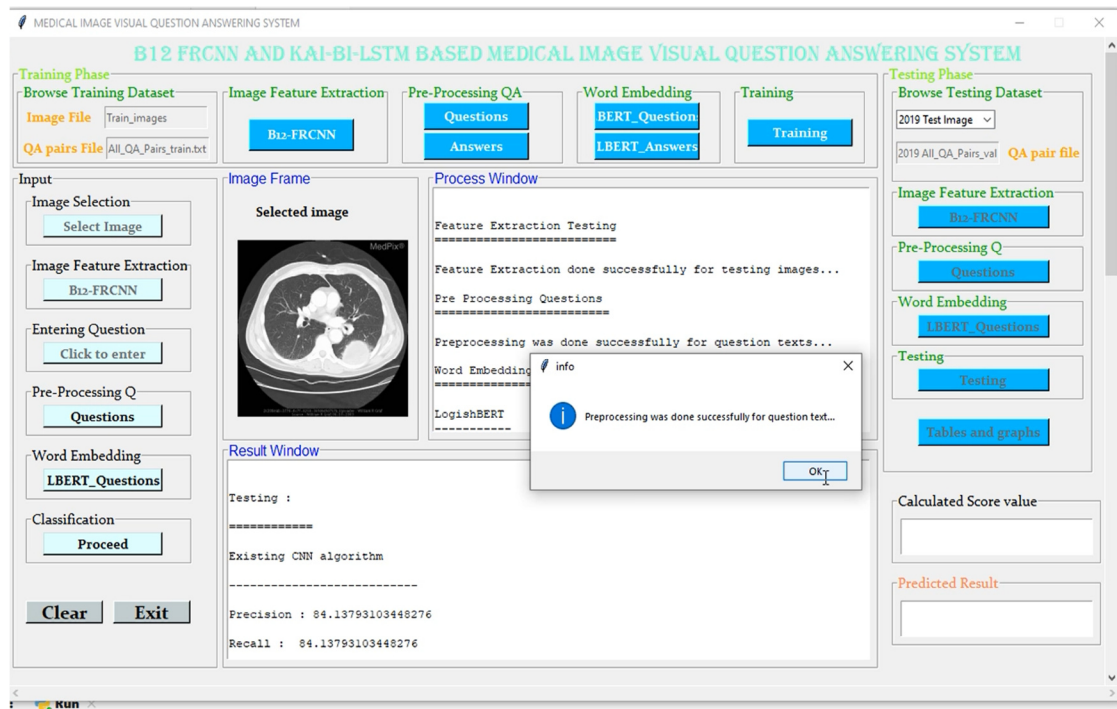 MEDICAL IMAGE VISUAL QUESTION ANSWERING SYSTEM
B12 FRCNN AND KAI-BI-LSTM BASED MEDICAL IMAGE VISUAL QUESTION ANSWERING SYSTEM
Training Phase
Browse Training Dataset
Image File Train_images
QA pairs File All_QA_Pairs_train.txt
Image Feature Extraction
B12-FRCNN
Pre-Processing QA
Questions
Answers
Word Embedding
BERT_Question
LBERT_Answers
Training
Training
Testing Phase
Browse Testing Dataset
2019 Test Image
2019 All_QA_Pairs_val QA pair file
Image Feature Extraction
B12-FRCNN
Pre-Processing Q
Questions
Word Embedding
LBERT_Questions
Testing
Testing
Tables and graphs
Input
Image Selection
Select Image
Image Feature Extraction
B12-FRCNN
Entering Question
Click to enter
Pre-Processing Q
Questions
Word Embedding
LBERT_Questions
Classification
Proceed
Clear Exit
Image Frame
Selected image
MedPix®
Process Window
Feature Extraction Testing
==========================
Feature Extraction done successfully for testing images...
Pre Processing Questions
=========================
Preprocessing was done successfully for question texts...
Word Embedding
LogishBERT
-----------
info
Preprocessing was done successfully for question text...
OK
Result Window
Testing :
============
Existing CNN algorithm
---------------------------
Precision : 84.13793103448276
Recall : 84.13793103448276
Calculated Score value
Predicted Result
Run